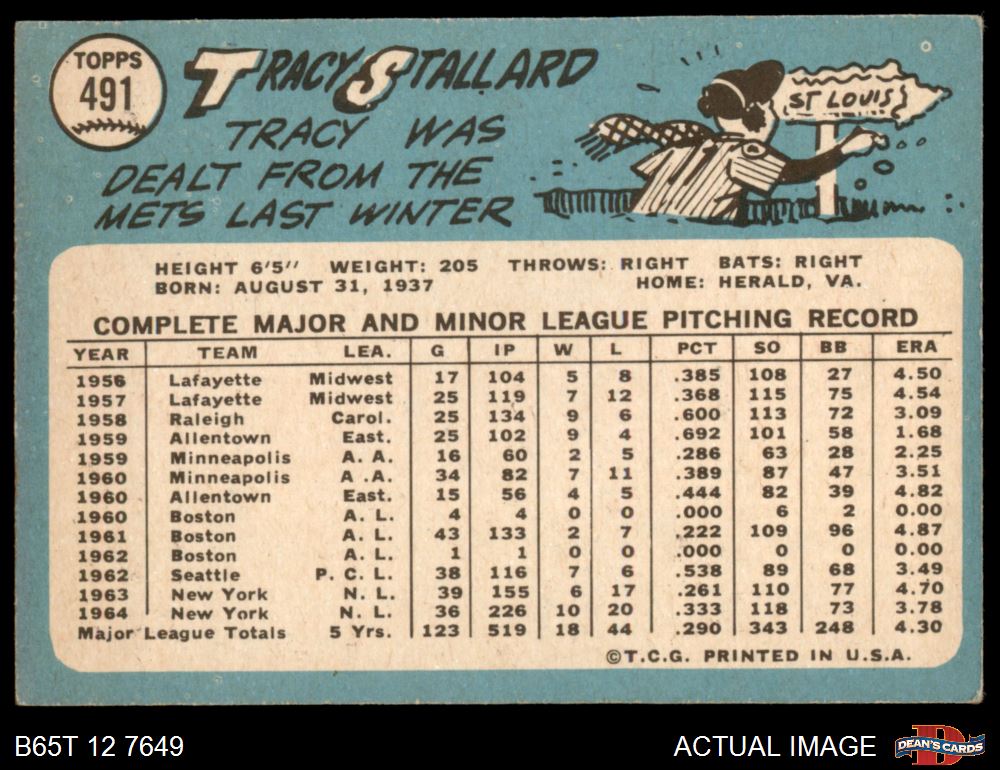 TOPPS
491
TRACY STALLARD
TRACY WAS
DEALT FROM THE
METS LAST WINTER
ST LOUIS
HEIGHT 6'5" WEIGHT: 205 THROWS: RIGHT BATS: RIGHT
BORN: AUGUST 31, 1937 HOME: HERALD, VA.
COMPLETE MAJOR AND MINOR LEAGUE PITCHING RECORD
YEAR TEAM LEA. G IP W L PCT SO BB ERA
1956 Lafayette Midwest 17 104 5 8 .385 108 27 4.50
1957 Lafayette Midwest 25 119 7 12 .368 115 75 4.54
1958 Raleigh Carol. 25 134 9 6 .600 113 72 3.09
1959 Allentown East. 25 102 9 4 .692 101 58 1.68
1959 Minneapolis A. A. 16 60 2 5 .286 63 28 2.25
1960 Minneapolis A .A. 34 82 7 11 .389 87 47 3.51
1960 Allentown East. 15 56 4 5 .444 82 39 4.82
1960 Boston A. L. 4 4 0 0 .000 6 2 0.00
1961 Boston A. L. 43 133 2 7 .222 109 96 4.87
1962 Boston A. L. 1 1 0 0 .000 0 0 0.00
1962 Seattle P. C. L. 38 116 7 6 .538 89 68 3.49
1963 New York N. L. 39 155 6 17 .261 110 77 4.70
1964 New York N. L. 36 226 10 20 .333 118 73 3.78
Major League Totals 5 Yrs. 123 519 18 44 .290 343 248 4.30
©T.C.G. PRINTED IN U.S.A.
B65T 12 7649 ACTUAL IMAGE DEAN'S CARDS